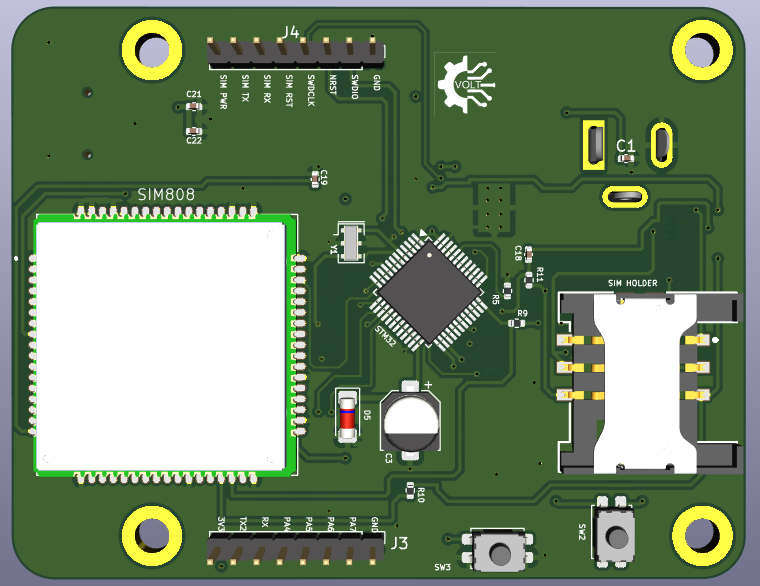 J4
SIM PWR
SIM TX
SIM RX
SIM RST
SWDCLK
NRST
SWDIO
GND
VOLT
C21
C22
C1
C19
SIM808
Y1
C18
R11
R5
R9
SIM HOLDER
STM32
+
D5
C3
R10
3V3
TX2
RX
PA4
PA5
PA6
PA7
GND
J3
SW3
SW2